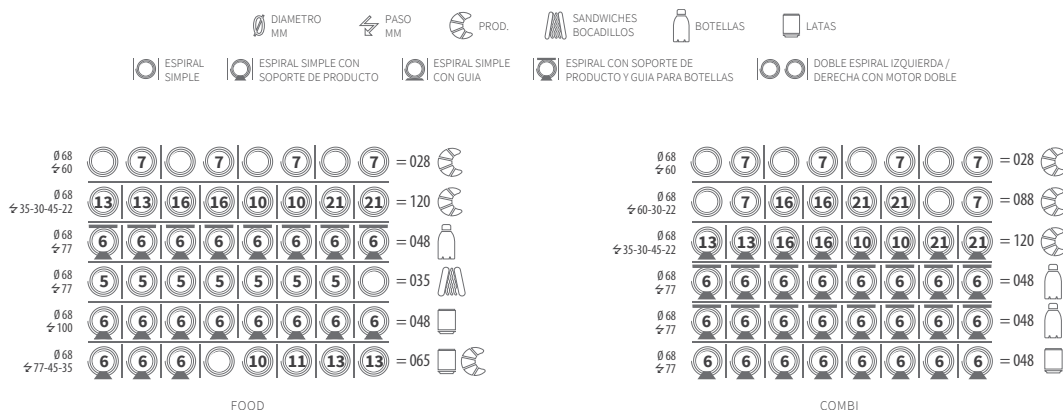 DIAMETRO
MM
PASO
MM
PROD.
SANDWICHES
BOCADILLOS
BOTELLAS
LATAS
ESPIRAL
SIMPLE
ESPIRAL SIMPLE CON
SOPORTE DE PRODUCTO
ESPIRAL SIMPLE
CON GUIA
ESPIRAL CON SOPORTE DE
PRODUCTO Y GUIA PARA BOTELLAS
DOBLE ESPIRAL IZQUIERDA /
DERECHA CON MOTOR DOBLE
Ø 68
60
7 7 7 7 = 028
Ø 68
35-30-45-22
13 13 16 16 10 10 21 21 = 120
Ø 68
77
6 6 6 6 6 6 6 6 = 048
Ø 68
77
5 5 5 5 5 5 5 = 035
Ø 68
100
6 6 6 6 6 6 6 6 = 048
Ø 68
77-45-35
6 6 6 10 11 13 13 = 065
FOOD
Ø 68
60
7 7 7 7 = 028
Ø 68
60-30-22
7 16 16 21 21 7 = 088
Ø 68
35-30-45-22
13 13 16 16 10 10 21 21 = 120
Ø 68
77
6 6 6 6 6 6 6 6 = 048
Ø 68
77
6 6 6 6 6 6 6 6 = 048
Ø 68
77
6 6 6 6 6 6 6 6 = 048
COMBI